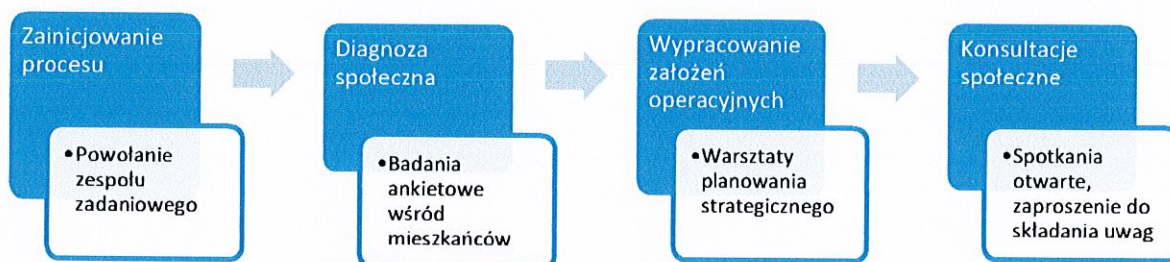 Zainicjowanie
procesu
•Powołanie
zespołu
zadaniowego
Diagnoza
społeczna
•Badania
ankietowe
wśród
mieszkańców
Wypracowanie
założeń
operacyjnych
•Warsztaty
planowania
strategicznego
Konsultacje
społeczne
•Spotkania
otwarte,
zaproszenie do
składania uwag